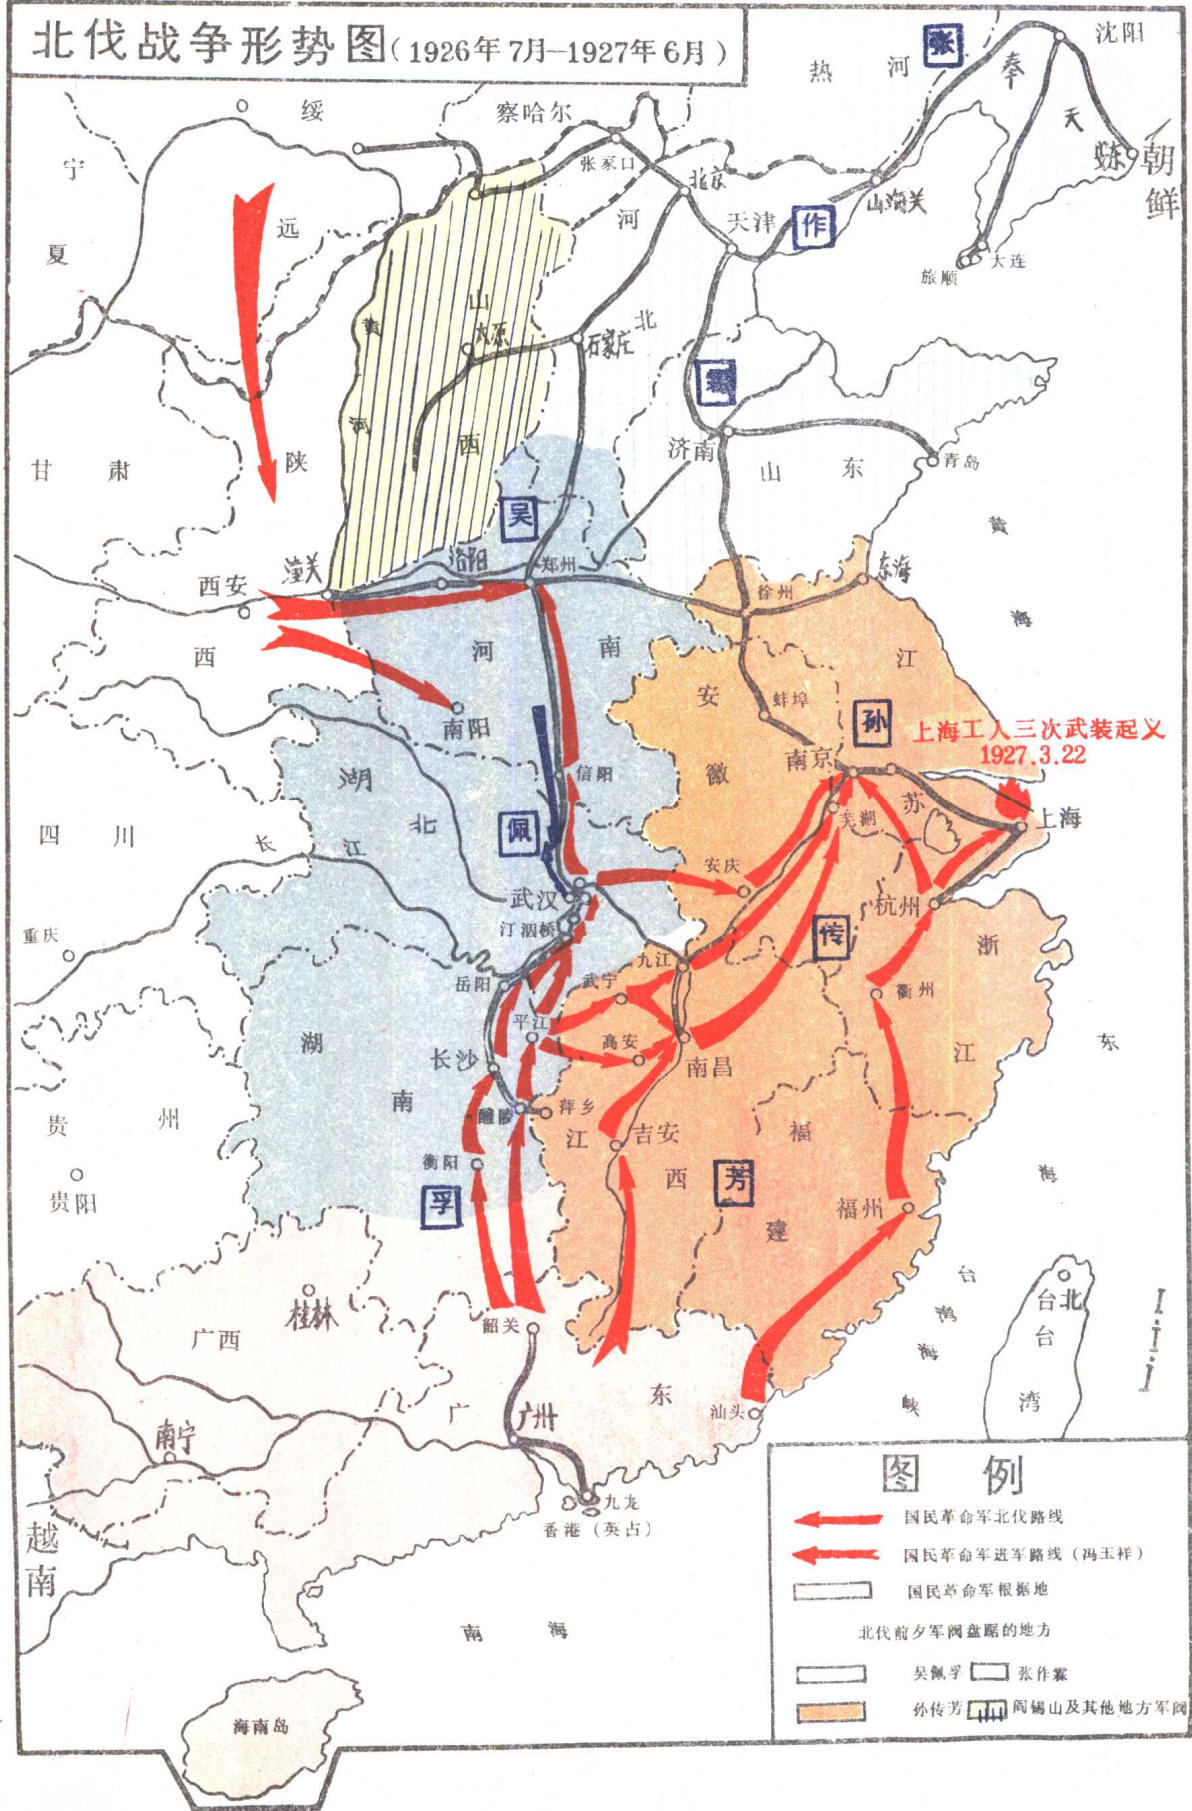 北伐战争形势图(1926年7月—1927年6月)
沈阳
张
热河
奉
天
绥
察哈尔
张家口
宁
北京
朝
鲜
山海关
远
河
天津
作
夏
旅顺
大连
山
黄
太原
石家庄
北
河
西
济南
山东
青岛
甘肃
陕
吴
黄
潼关
洛阳
郑州
东海
西安
徐州
海
西
河
南
江
安
蚌埠
南阳
孙
上海工人三次武装起义
1927.3.22
湖
信阳
徽
南京
苏
芜湖
上海
四川
长
江
北
佩
安庆
武汉
杭州
重庆
汀泗桥
传
浙
九江
岳阳
武宁
衢州
平江
湖
高安
江
东
长沙
南昌
南
醴陵
萍乡
贵州
江
吉安
福
衡阳
西
芳
海
贵阳
孚
福州
建
台
桂林
台北
湾
广西
韶关
台
海
东
湾
峡
广
广州
汕头
南宁
图例
九龙
香港(英占)
国民革命军北伐路线
越
南
国民革命军进军路线(冯玉祥)
国民革命军根据地
南海
北伐前夕军阀盘踞的地方
吴佩孚
张作霖
孙传芳
阎锡山及其他地方军阀
海南岛